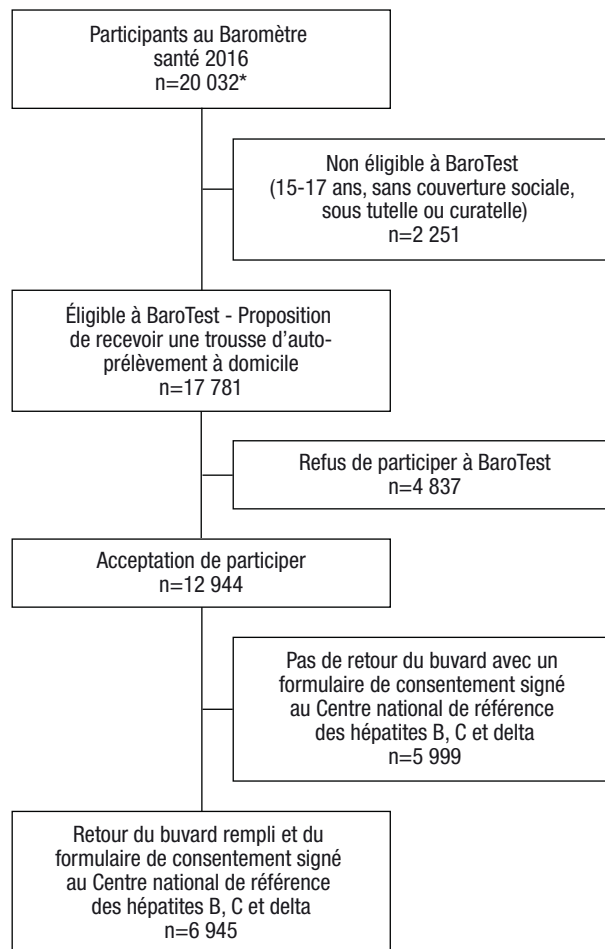 Participants au Baromètre
santé 2016
n=20 032*
Non éligible à BaroTest
(15-17 ans, sans couverture sociale,
sous tutelle ou curatelle)
n=2 251
Éligible à BaroTest - Proposition
de recevoir une trousse d’auto-
prélèvement à domicile
n=17 781
Refus de participer à BaroTest
n=4 837
Acceptation de participer
n=12 944
Pas de retour du buvard avec un
formulaire de consentement signé
au Centre national de référence
des hépatites B, C et delta
n=5 999
Retour du buvard rempli et du
formulaire de consentement signé
au Centre national de référence
des hépatites B, C et delta
n=6 945